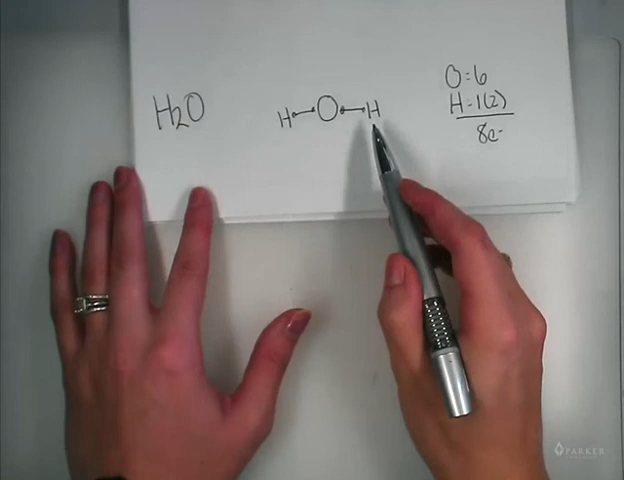 H2O
H-O-H
O=6
H=1(2)
8e-
PARKER